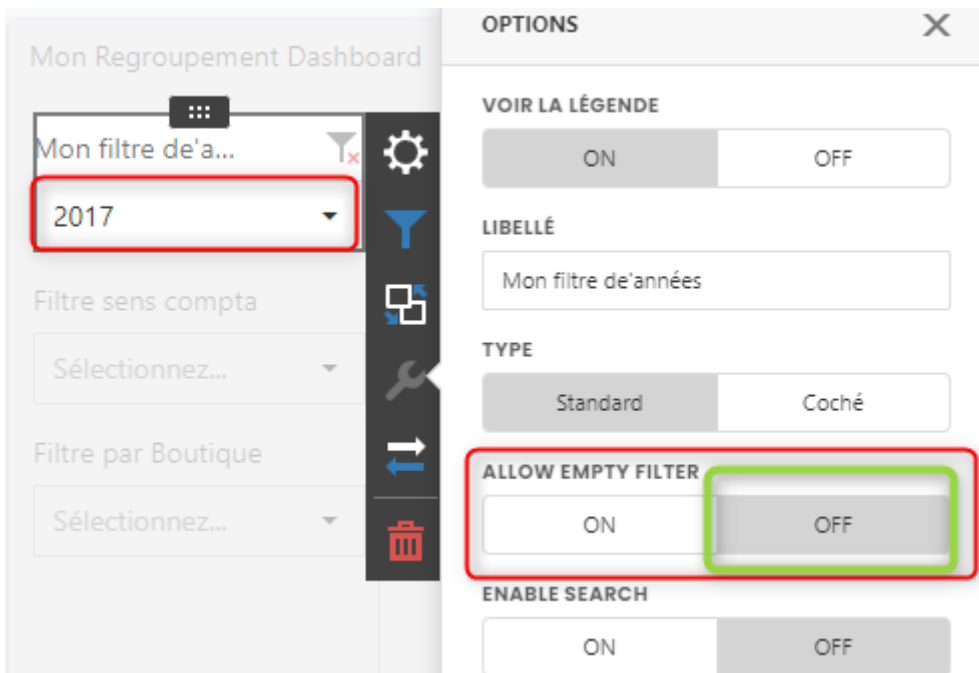 Mon Regroupement Dashboard
Mon filtre de'a...
2017
Filtre sens compta
Sélectionnez...
Filtre par Boutique
Sélectionnez...
OPTIONS
VOIR LA LÉGENDE
ON OFF
LIBELLÉ
Mon filtre de'années
TYPE
Standard Coché
ALLOW EMPTY FILTER
ON OFF
ENABLE SEARCH
ON OFF